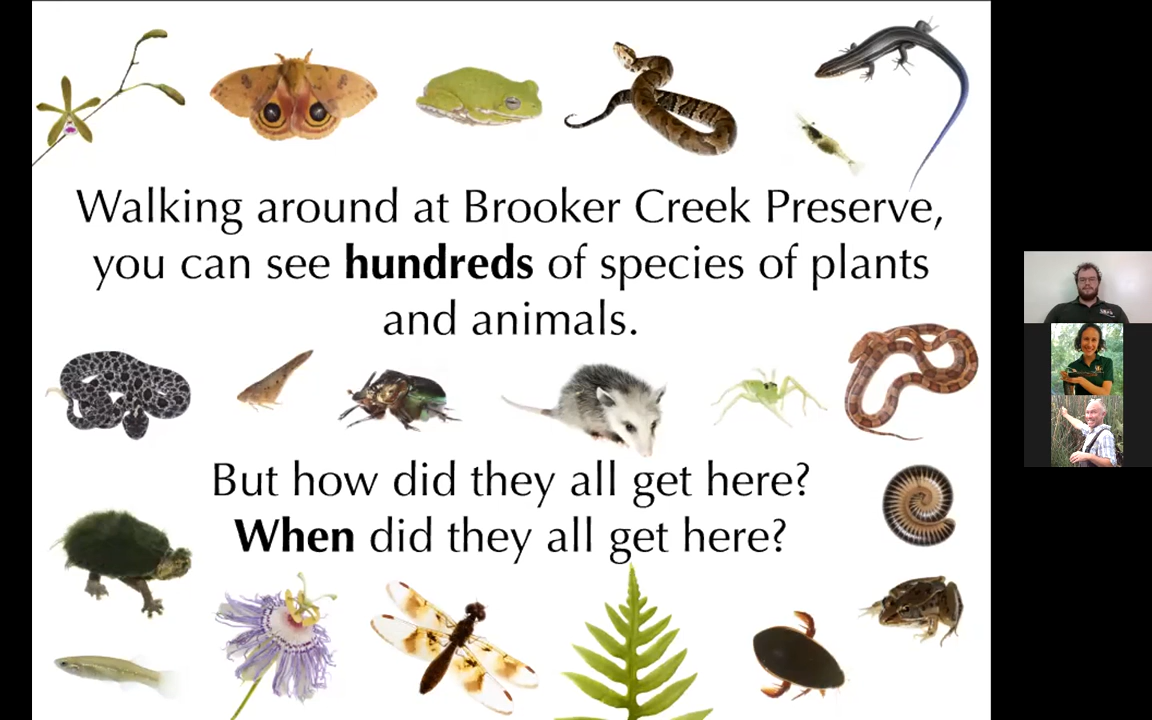 Walking around at Brooker Creek Preserve,
you can see hundreds of species of plants
and animals.
But how did they all get here?
When did they all get here?